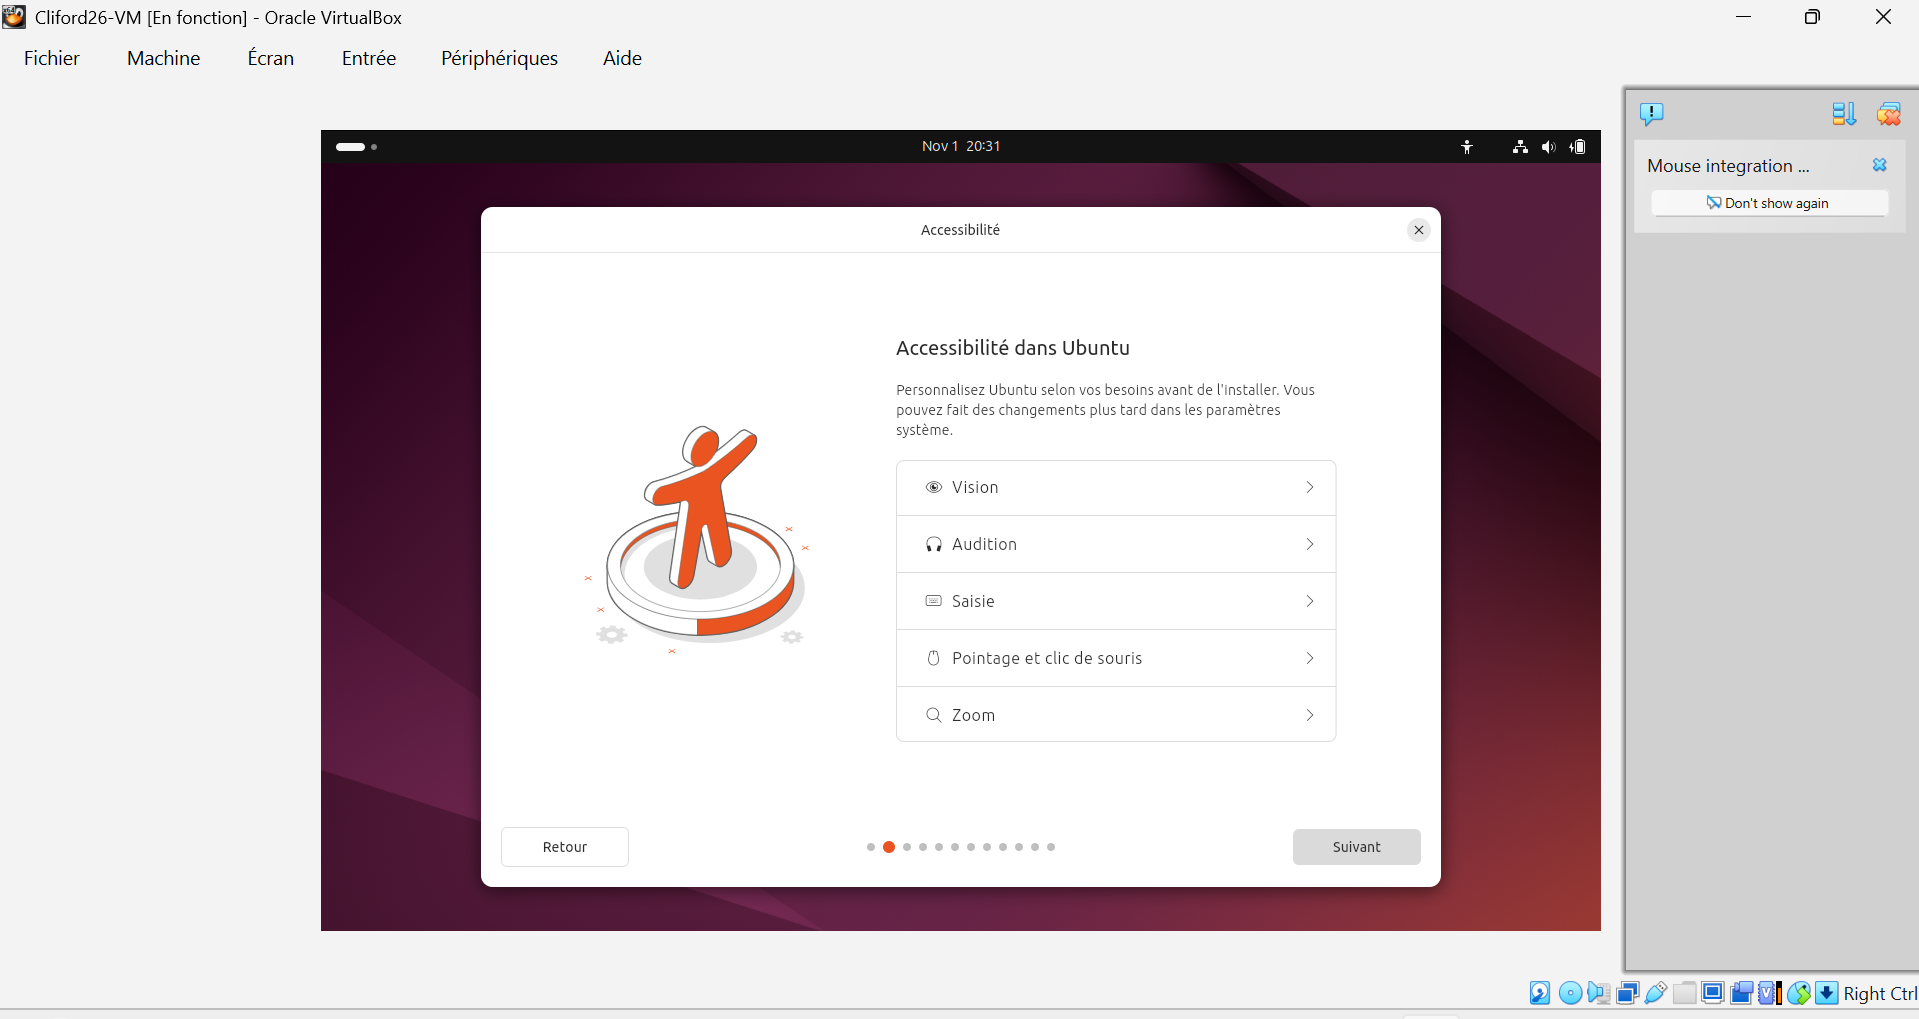 Cliford26-VM [En fonction] - Oracle VirtualBox
Fichier Machine Écran Entrée Périphériques Aide
Nov 1 20:31
Mouse integration ...
Don't show again
Accessibilité
Accessibilité dans Ubuntu
Personnalisez Ubuntu selon vos besoins avant de l'installer. Vous
pouvez fait des changements plus tard dans les paramètres
système.
Vision
Audition
Saisie
Pointage et clic de souris
Zoom
Retour
Suivant
Right Ctrl